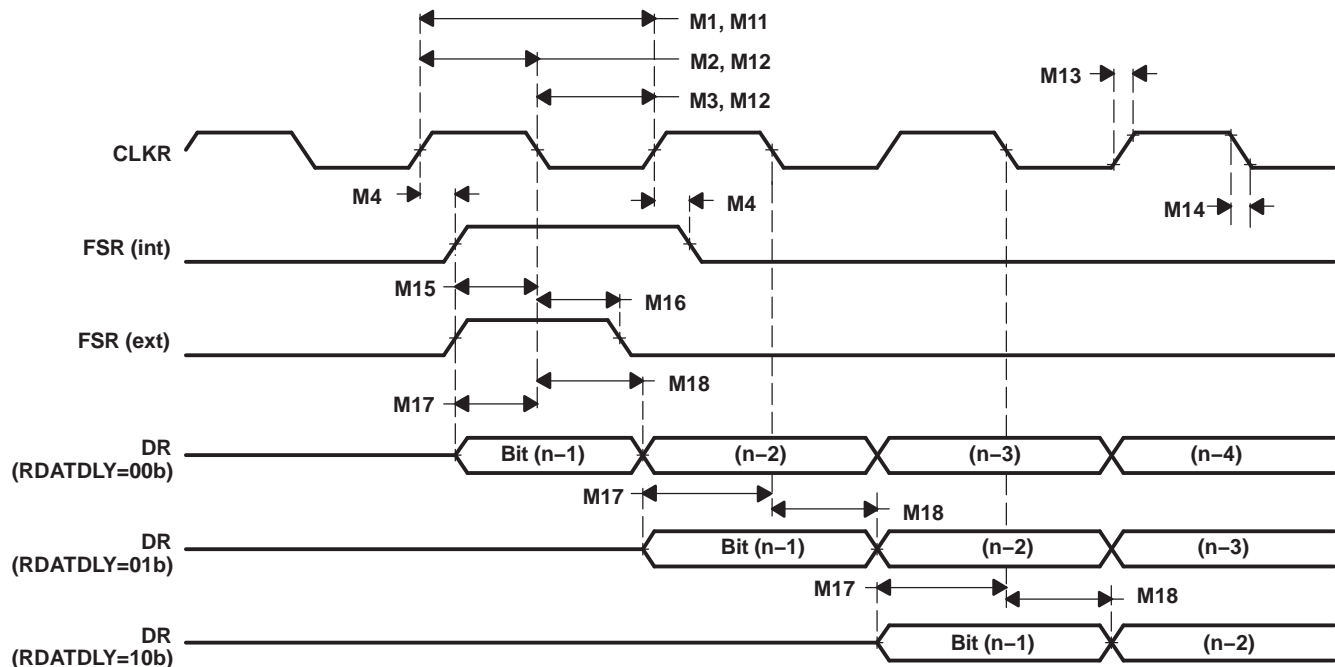 M1, M11
M2, M12
M13
M3, M12
CLKR
M4
M4
M14
FSR (int)
M15
M16
FSR (ext)
M18
M17
DR
(RDATDLY=00b)
Bit (n−1)
(n−2)
(n−3)
(n−4)
M17
M18
DR
(RDATDLY=01b)
Bit (n−1)
(n−2)
(n−3)
M17
M18
DR
(RDATDLY=10b)
Bit (n−1)
(n−2)